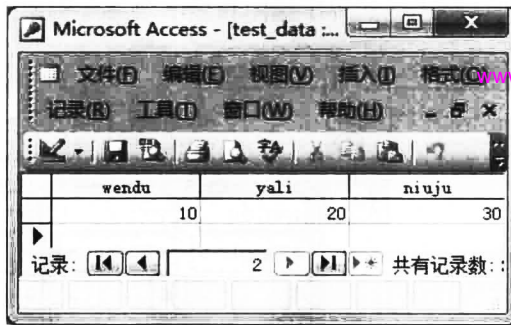 Microsoft Access - [test_data :...
文件(F) 编辑(E) 视图(V) 插入(I) 格式(O)
www
记录(R) 工具(T) 窗口(W) 帮助(H)
wendu yali niuju
10 20 30
记录: 2 共有记录数: :